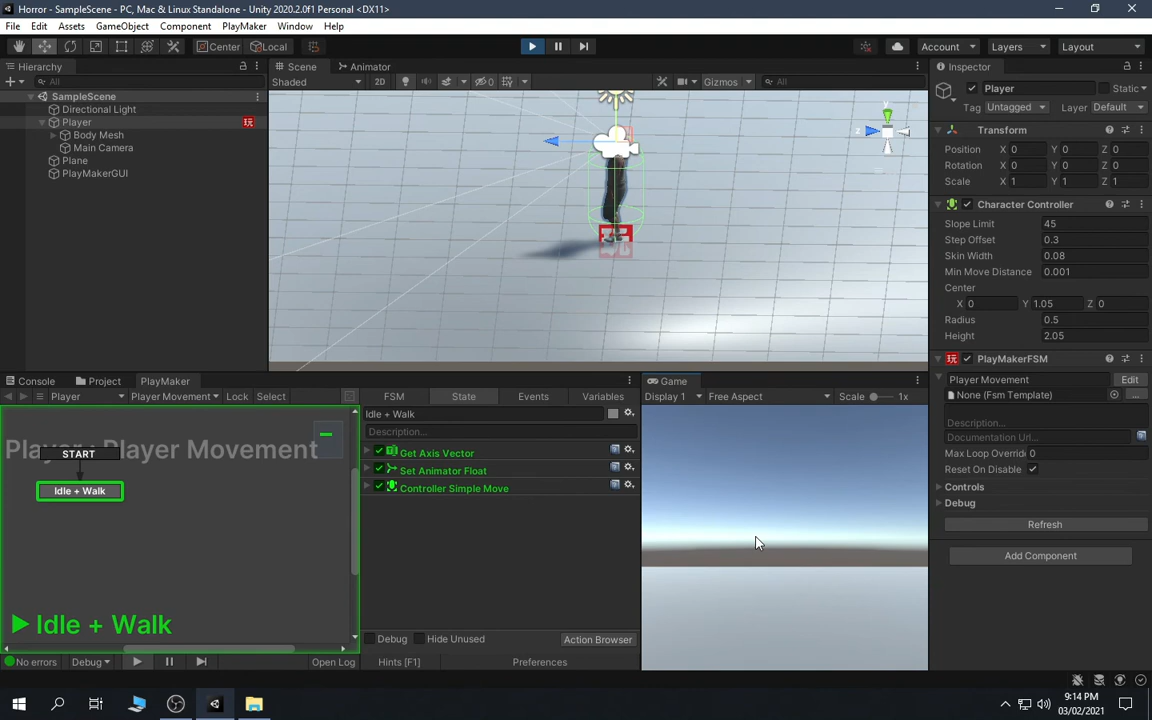 Horror - SampleScene - PC, Mac & Linux Standalone - Unity 2020.2.0f1 Personal <DX11>
File Edit Assets GameObject Component PlayMaker Window Help
Center Local Account Layers Layout
Hierarchy
All
SampleScene
Directional Light
Player
Body Mesh
Main Camera
Plane
PlayMakerGUI
Scene Animator
Shaded 2D 0 Gizmos All
y
z
Inspector
Player Static
Tag Untagged Layer Default
Transform
Position X 0 Y 0 Z 0
Rotation X 0 Y 0 Z 0
Scale X 1 Y 1 Z 1
Character Controller
Slope Limit 45
Step Offset 0.3
Skin Width 0.08
Min Move Distance 0.001
Center
X 0 Y 1.05 Z 0
Radius 0.5
Height 2.05
PlayMakerFSM
Player Movement Edit
None (Fsm Template) ...
Description...
Documentation Url...
Max Loop Overrid 0
Reset On Disable
Controls
Debug
Refresh
Add Component
Console Project PlayMaker
Player Player Movement Lock Select
Player : Player Movement
START
Idle + Walk
Idle + Walk
No errors Debug Open Log
FSM State Events Variables
Idle + Walk
Description...
Get Axis Vector
Set Animator Float
Controller Simple Move
Debug Hide Unused Action Browser
Hints [F1] Preferences
Game
Display 1 Free Aspect Scale 1x
9:14 PM
03/02/2021